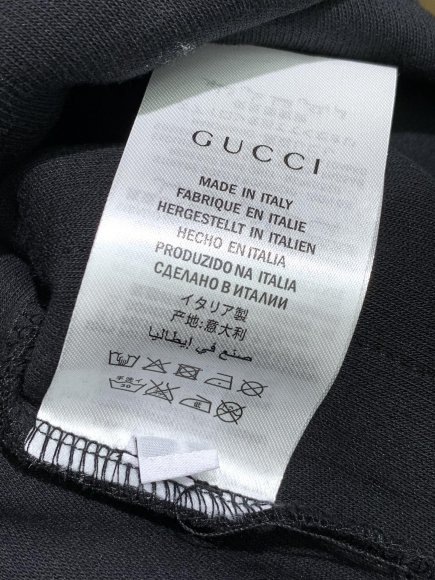 GUCCI
MADE IN ITALY
FABRIQUE EN ITALIE
HERGESTELLT IN ITALIEN
HECHO EN ITALIA
PRODUZIDO NA ITALIA
СДЕЛАНО В ИТАЛИИ
イタリア製
产地:意大利
صنع في إيطاليا